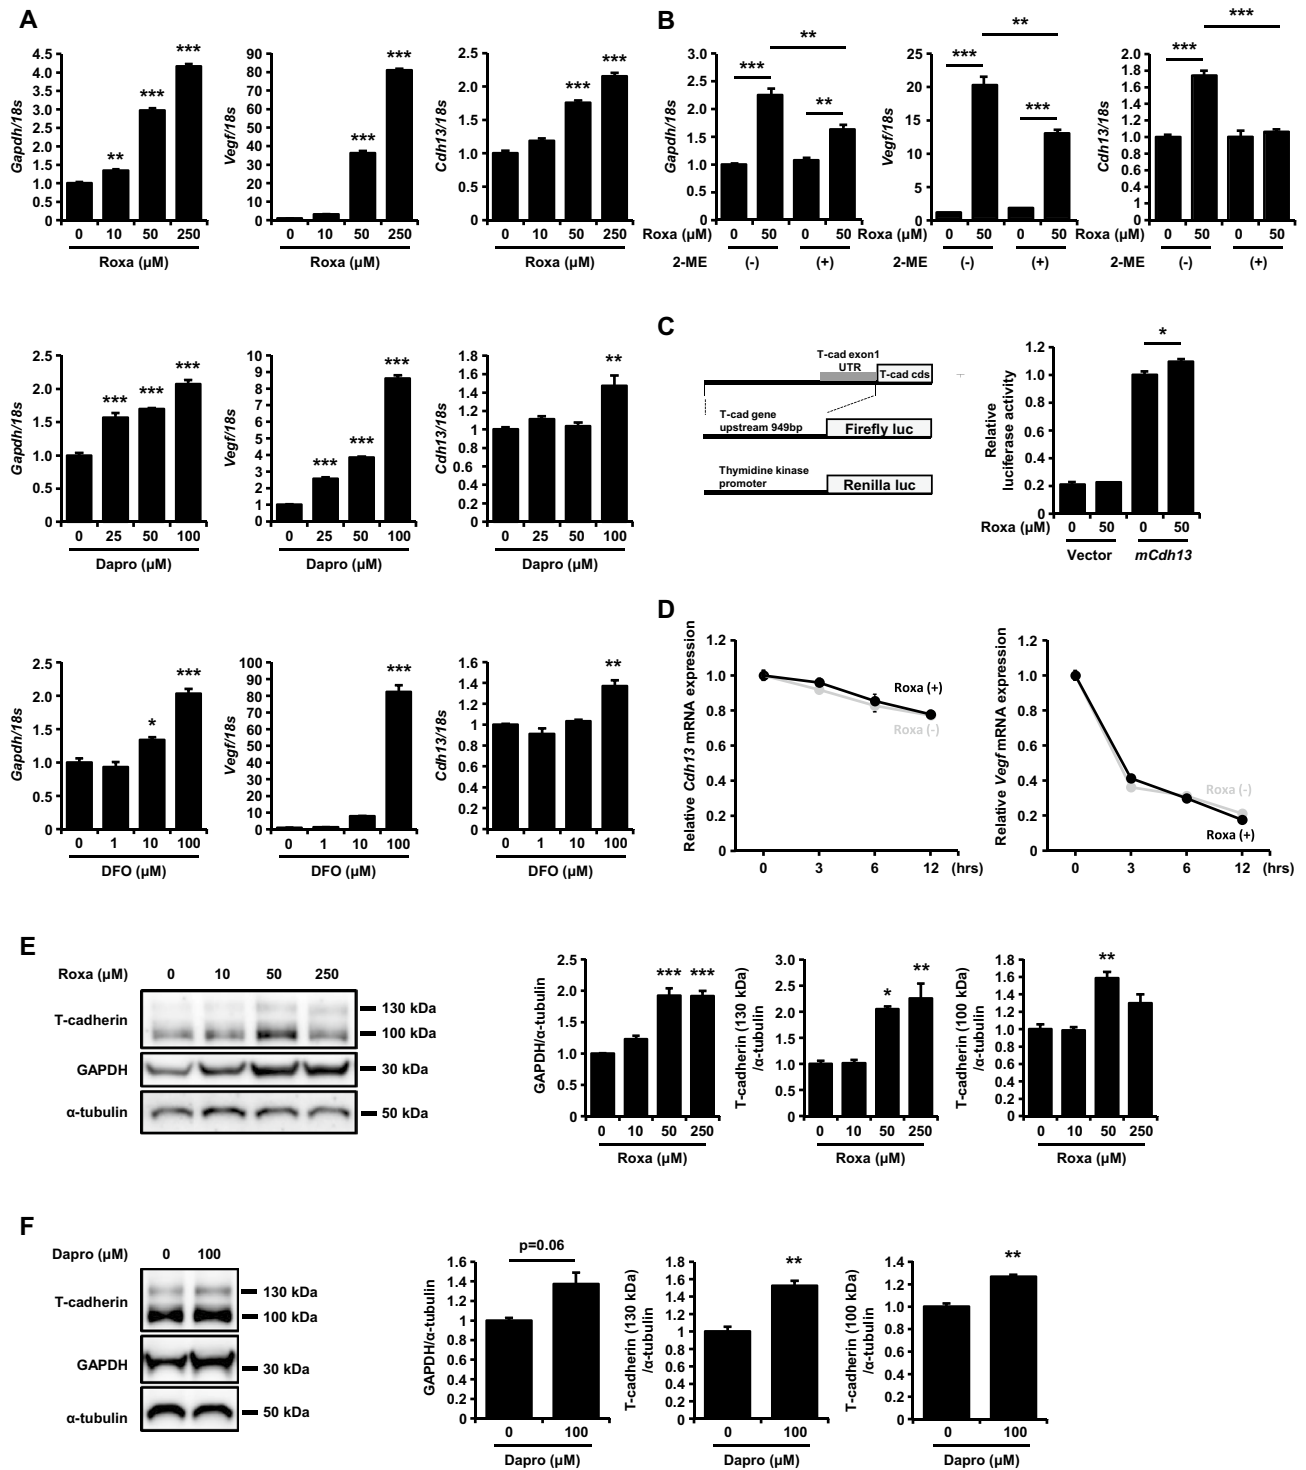 A
Gapdh/18s
4.5
4.0
3.5
3.0
2.5
2.0
1.5
1.0
0.5
0
**
***
***
0 10 50 250
Roxa (µM)
Vegf/18s
90
80
70
60
50
40
30
20
10
0
***
***
0 10 50 250
Roxa (µM)
Cdh13/18s
2.5
2.0
1.5
1.0
0.5
0
***
***
0 10 50 250
Roxa (µM)
Gapdh/18s
2.5
2.0
1.5
1.0
0.5
0
***
***
***
0 25 50 100
Dapro (µM)
Vegf/18s
10
9
8
7
6
5
4
3
2
1
0
***
***
***
0 25 50 100
Dapro (µM)
Cdh13/18s
1.8
1.6
1.4
1.2
1.0
0.8
0.6
0.4
0.2
0
**
0 25 50 100
Dapro (µM)
Gapdh/18s
2.5
2.0
1.5
1.0
0.5
0
*
***
0 1 10 100
DFO (µM)
Vegf/18s
100
90
80
70
60
50
40
30
20
10
0
***
0 1 10 100
DFO (µM)
Cdh13/18s
1.6
1.4
1.2
1.0
0.8
0.6
0.4
0.2
0
**
0 1 10 100
DFO (µM)
B
Gapdh/18s
3.0
2.5
2.0
1.5
1.0
0.5
0
***
**
**
Roxa (µM) 0 50 0 50
2-ME (-) (+)
Vegf/18s
25
20
15
10
5
0
***
**
***
Roxa (µM) 0 50 0 50
(-) (+)
Cdh13/18s
2.0
1.8
1.6
1.4
1.2
1.0
0.8
0.6
0.4
0.2
0
***
***
Roxa (µM) 0 50 0 50
2-ME (-) (+)
C
T-cad exon1
UTR
T-cad cds
T-cad gene
upstream 949bp
Firefly luc
Thymidine kinase
promoter
Renilla luc
Relative
luciferase activity
1.2
1.0
0.8
0.6
0.4
0.2
0
*
Roxa (µM) 0 50 0 50
Vector mCdh13
D
Relative Cdh13 mRNA expression
1.2
1.0
0.8
0.6
0.4
0.2
0
Roxa (+)
Roxa (-)
0 3 6 12 (hrs)
Relative Vegf mRNA expression
1.2
1.0
0.8
0.6
0.4
0.2
0
Roxa (-)
Roxa (+)
0 3 6 12 (hrs)
E
Roxa (µM) 0 10 50 250
T-cadherin
130 kDa
100 kDa
GAPDH
30 kDa
α-tubulin
50 kDa
GAPDH/α-tubulin
2.5
2.0
1.5
1.0
0.5
0
*** ***
0 10 50 250
Roxa (µM)
T-cadherin (130 kDa)
/α-tubulin
3.0
2.5
2.0
1.5
1.0
0.5
0
*
**
0 10 50 250
Roxa (µM)
T-cadherin (100 kDa)
/α-tubulin
2.0
1.8
1.6
1.4
1.2
1.0
0.8
0.6
0.4
0.2
0
**
0 10 50 250
Roxa (µM)
F
Dapro (µM) 0 100
T-cadherin
130 kDa
100 kDa
GAPDH
30 kDa
α-tubulin
50 kDa
GAPDH/α-tubulin
1.6
1.4
1.2
1.0
0.8
0.6
0.4
0.2
0
p=0.06
0 100
Dapro (µM)
T-cadherin (130 kDa)
/α-tubulin
1.8
1.6
1.4
1.2
1
0.8
0.6
0.4
0.2
0
**
0 100
Dapro (µM)
T-cadherin (100 kDa)
/α-tubulin
1.4
1.2
1.0
0.8
0.6
0.4
0.2
0
**
0 100
Dapro (µM)